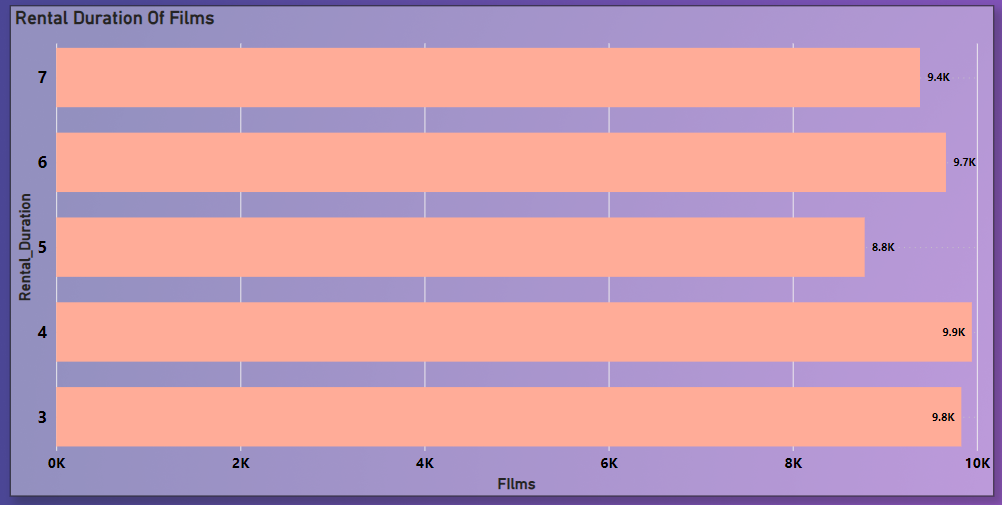 Rental Duration Of Films
Rental_Duration
7
9.4K
6
9.7K
5
8.8K
4
9.9K
3
9.8K
0K 2K 4K 6K 8K 10K
FIlms